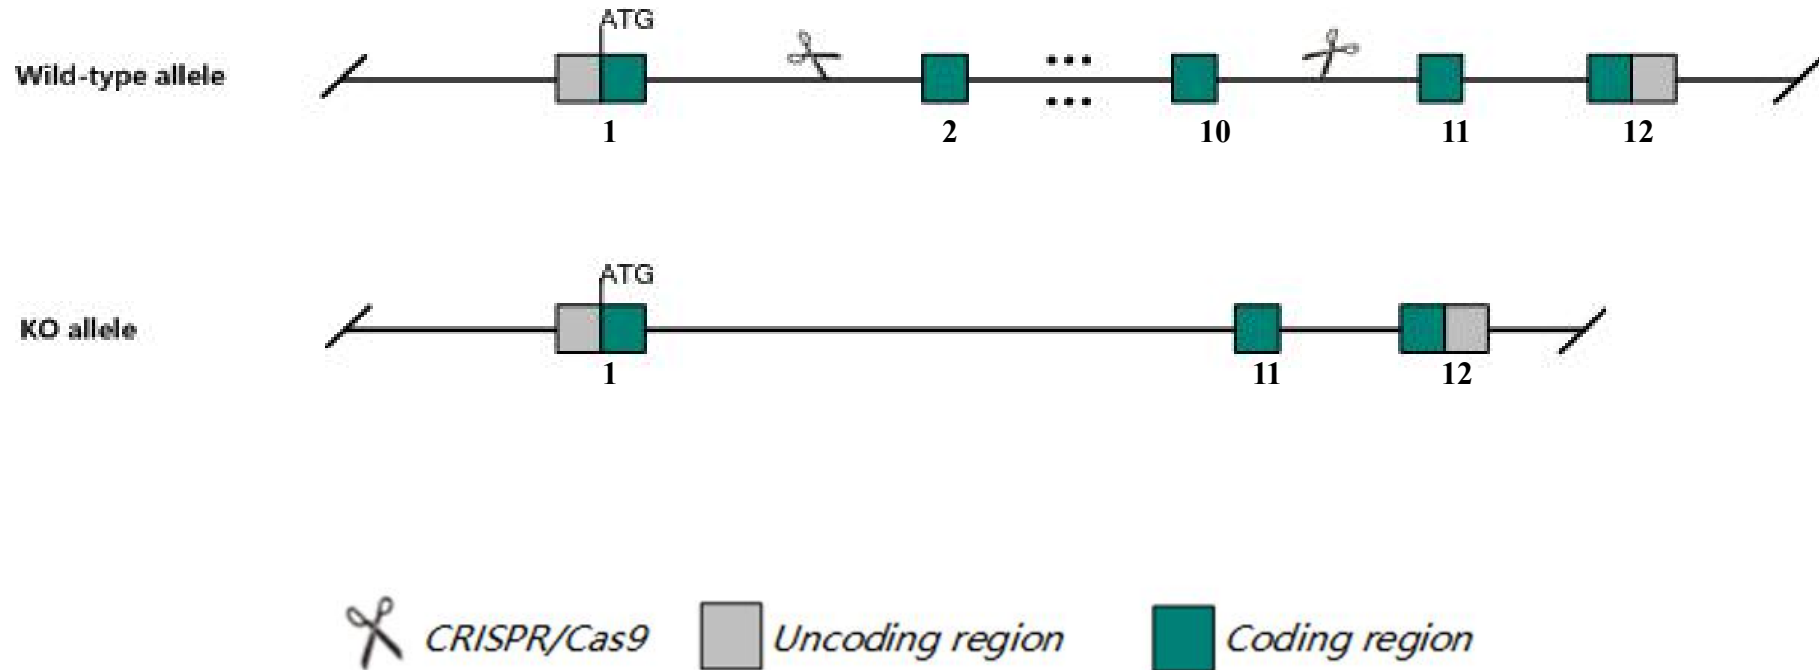 ATG
Wild-type allele
... 
...
1 2 10 11 12
ATG
KO allele
1 11 12
CRISPR/Cas9 Uncoding region Coding region